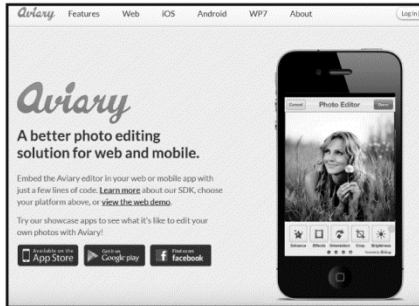 Aviary Features Web iOS Android WP7 About Log In
Aviary
A better photo editing
solution for web and mobile.
Embed the Aviary editor in your web or mobile app with
just a few lines of code. Learn more about our SDK, choose
your platform above, or view the web demo.
Try our showcase apps to see what it's like to edit your
own photos with Aviary!
Available on the
App Store
Get it on
Google play
Find us on
facebook
Cancel Photo Editor Done
Enhance Effects Orientation Crop Brightness